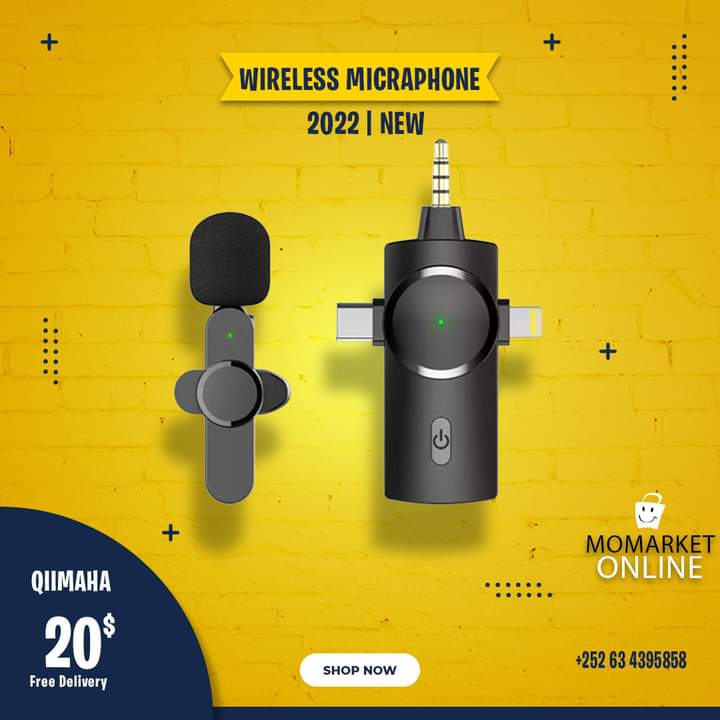 WIRELESS MICRAPHONE
2022 | NEW
MOMARKET
ONLINE
QIIMAHA
20$
Free Delivery
SHOP NOW
+252 63 4395858